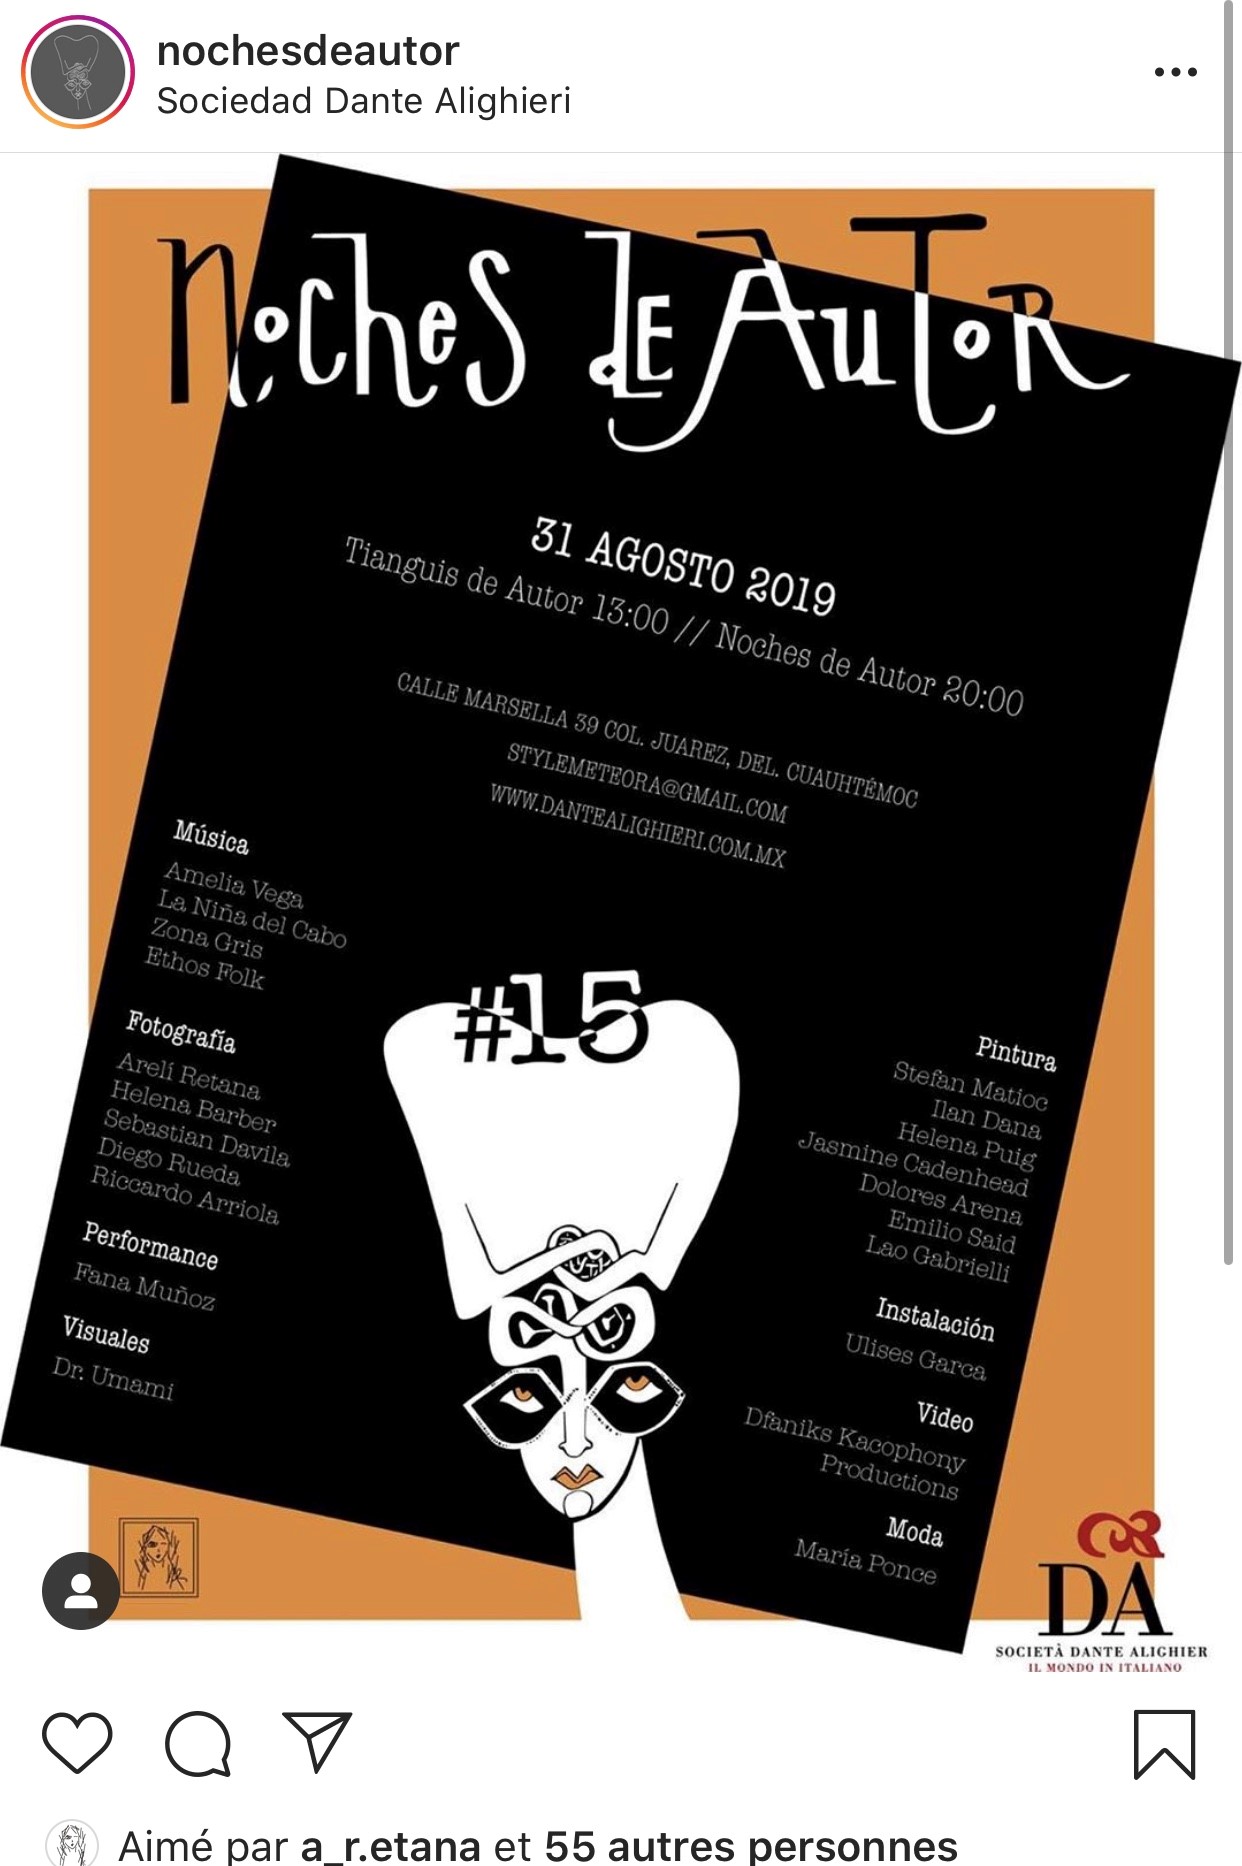 nochesdeautor
Sociedad Dante Alighieri
noches dE AuToR
31 AGOSTO 2019
Tianguis de Autor 13:00 // Noches de Autor 20:00
CALLE MARSELLA 39 COL. JUAREZ, DEL. CUAUHTÉMOC
STYLEMETEORA@GMAIL.COM
WWW.DANTEALIGHIERI.COM.MX
Música
Amelia Vega
La Niña del Cabo
Zona Gris
Ethos Folk
Fotografía
Arelí Retana
Helena Barber
Sebastian Davila
Diego Rueda
Riccardo Arriola
Performance
Fana Muñoz
Visuales
Dr. Umami
#15
Pintura
Stefan Matioc
Ilan Dana
Helena Puig
Jasmine Cadenhead
Dolores Arena
Emilio Said
Lao Gabrielli
Instalación
Ulises Garca
Video
Dfaniks Kacophony
Productions
Moda
María Ponce
DA
SOCIETÀ DANTE ALIGHIER
IL MONDO IN ITALIANO
Aimé par a_r.etana et 55 autres personnes